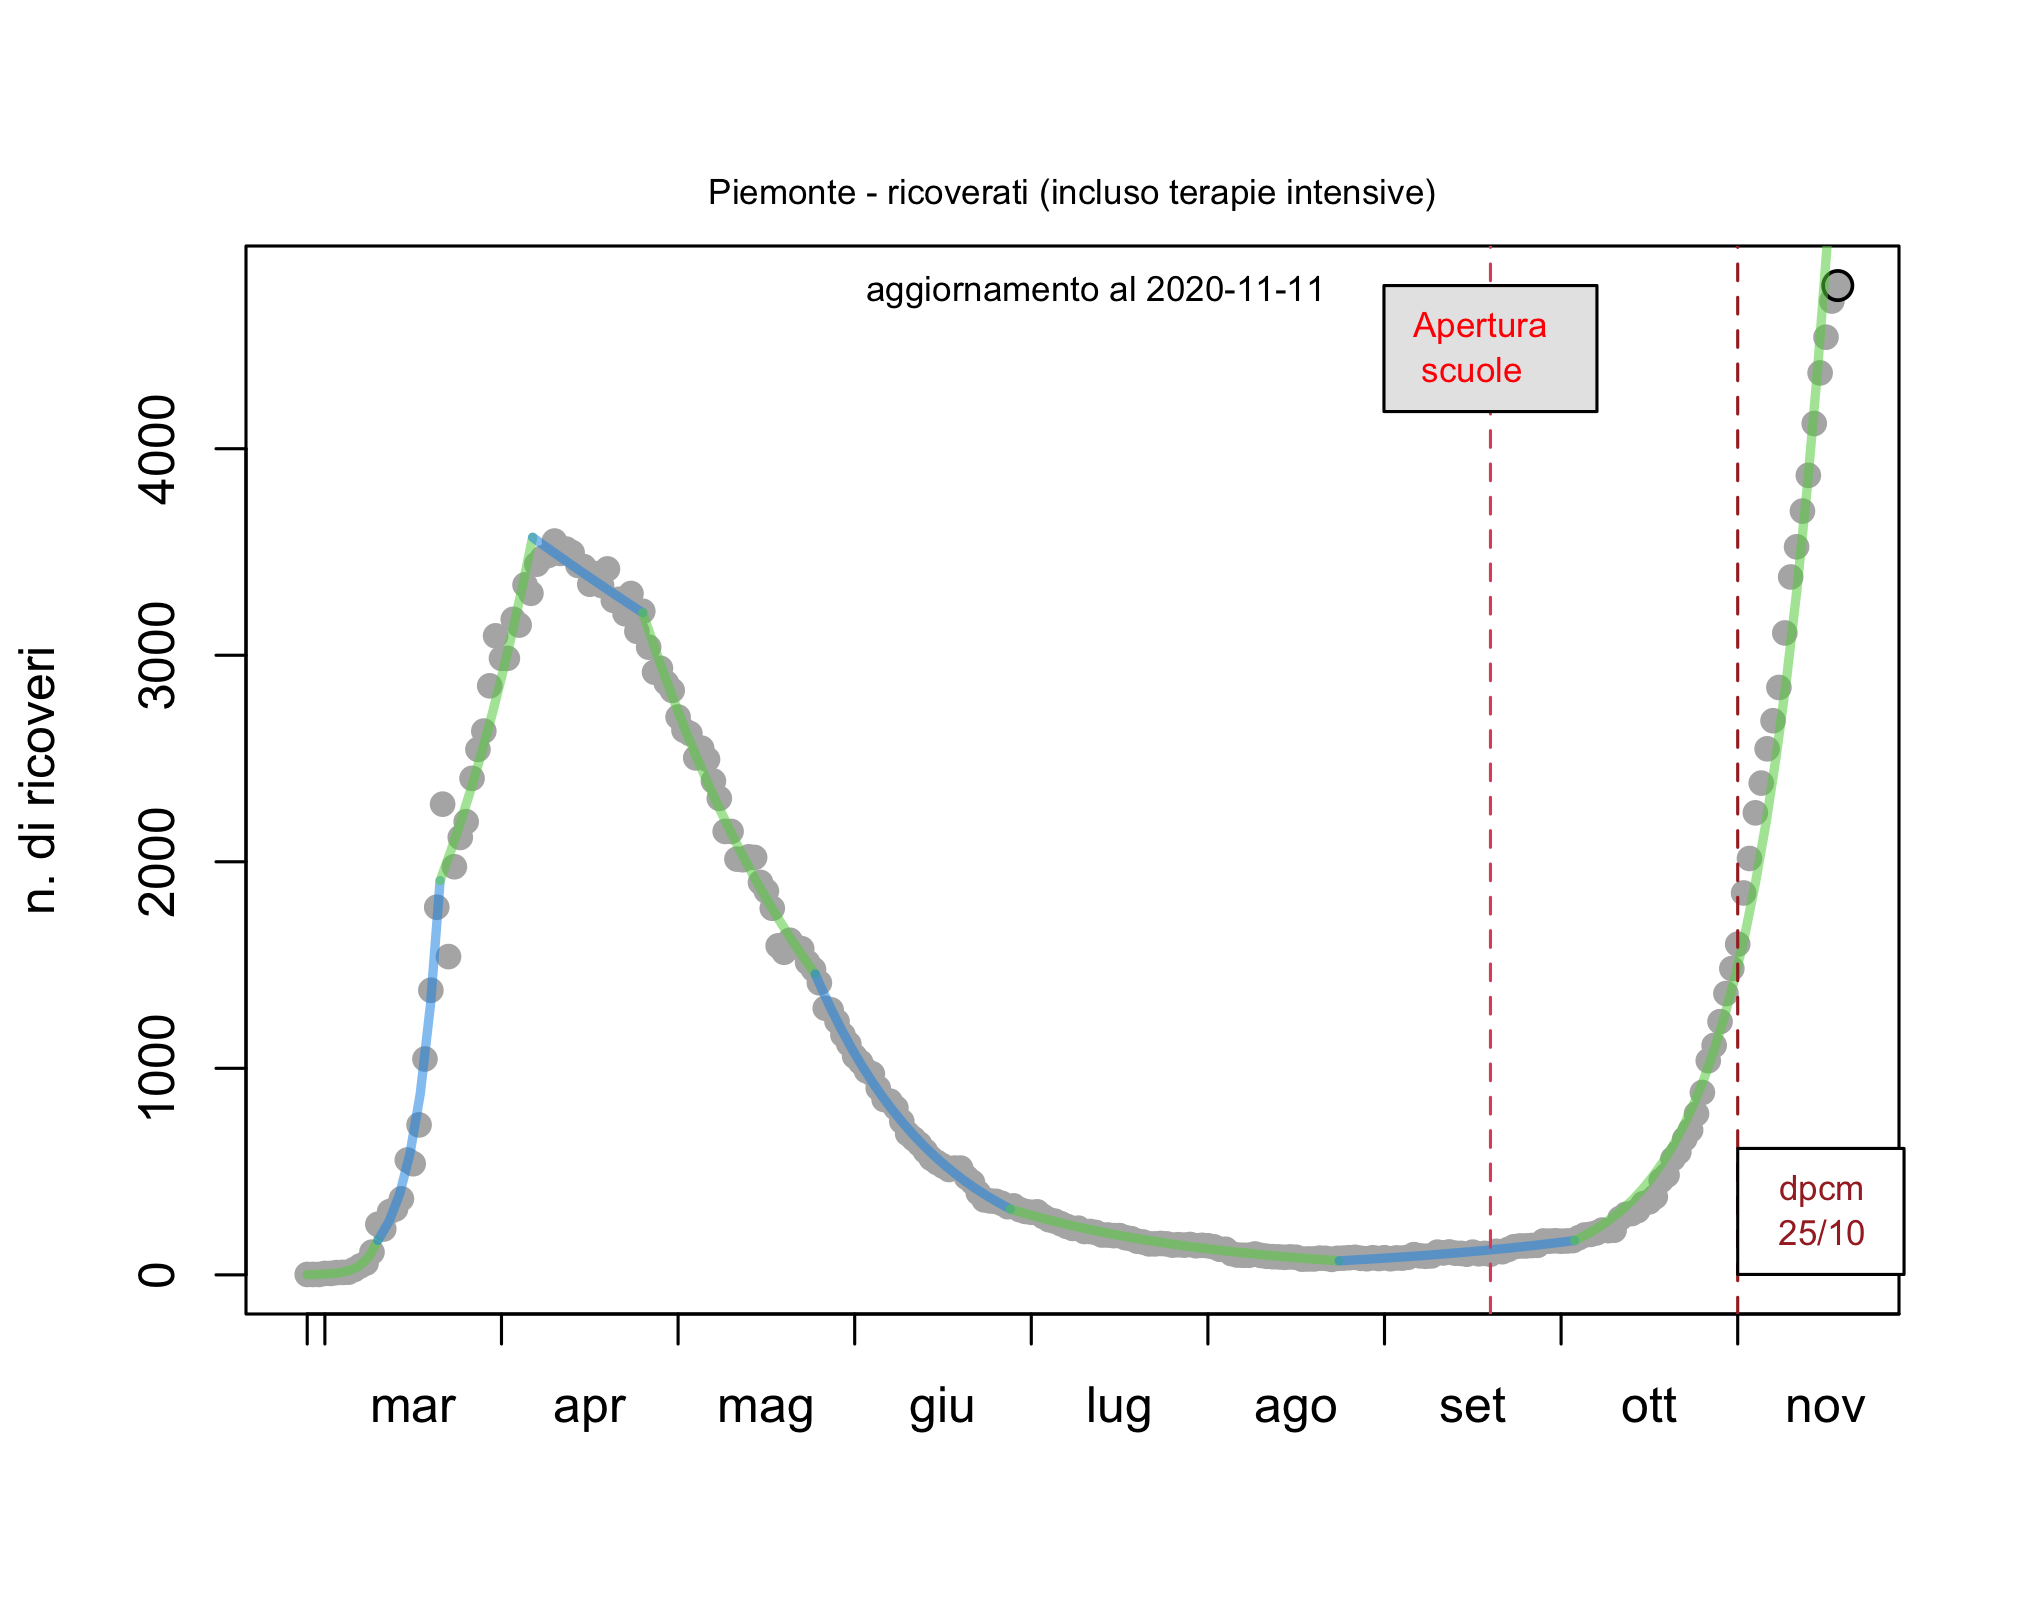 Piemonte - ricoverati (incluso terapie intensive)
aggiornamento al 2020-11-11
Apertura
scuole
4000
3000
2000
1000
0
n. di ricoveri
dpcm
25/10
mar apr mag giu lug ago set ott nov